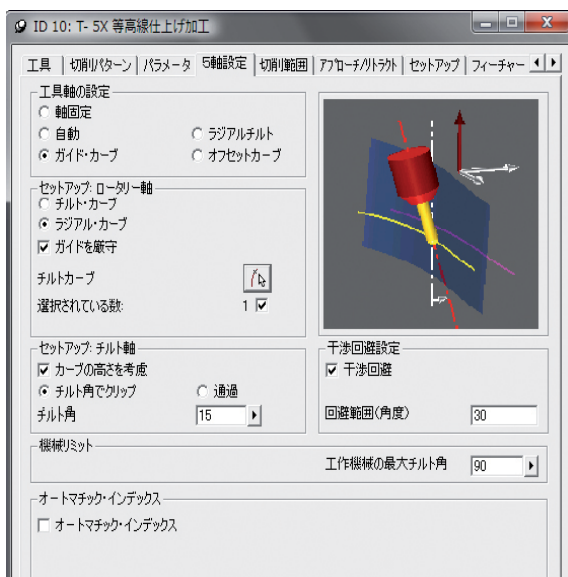 ID 10: T- 5X 等高線仕上げ加工
工具 切削パターン パラメータ 5軸設定 切削範囲 アプローチ/リトラクト セットアップ フィーチャー
工具軸の設定
軸固定
自動 ラジアルチルト
ガイド・カーブ オフセットカーブ
セットアップ: ロータリー軸
チルト・カーブ
ラジアル・カーブ
ガイドを厳守
チルトカーブ
選択されている数: 1
セットアップ: チルト軸
カーブの高さを考慮
チルト角でクリップ 通過
チルト角 15
干渉回避設定
干渉回避
回避範囲(角度) 30
機械リミット
工作機械の最大チルト角 90
オートマチック・インデックス
オートマチック・インデックス